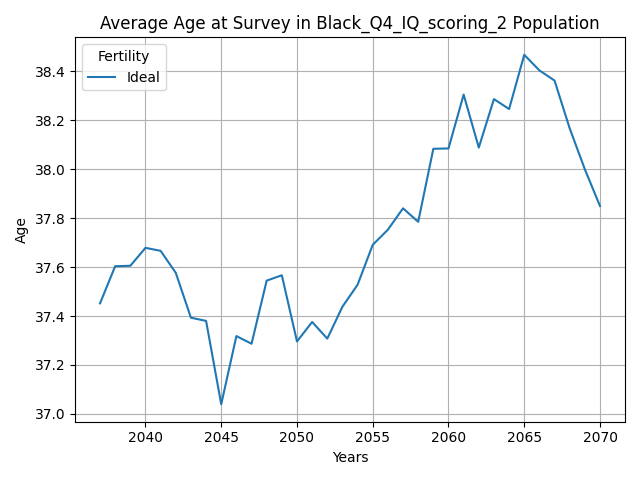 Average Age at Survey in Black_Q4_IQ_scoring_2 Population
Fertility
Ideal
38.4
38.2
38.0
37.8
37.6
37.4
37.2
37.0
Age
2040 2045 2050 2055 2060 2065 2070
Years